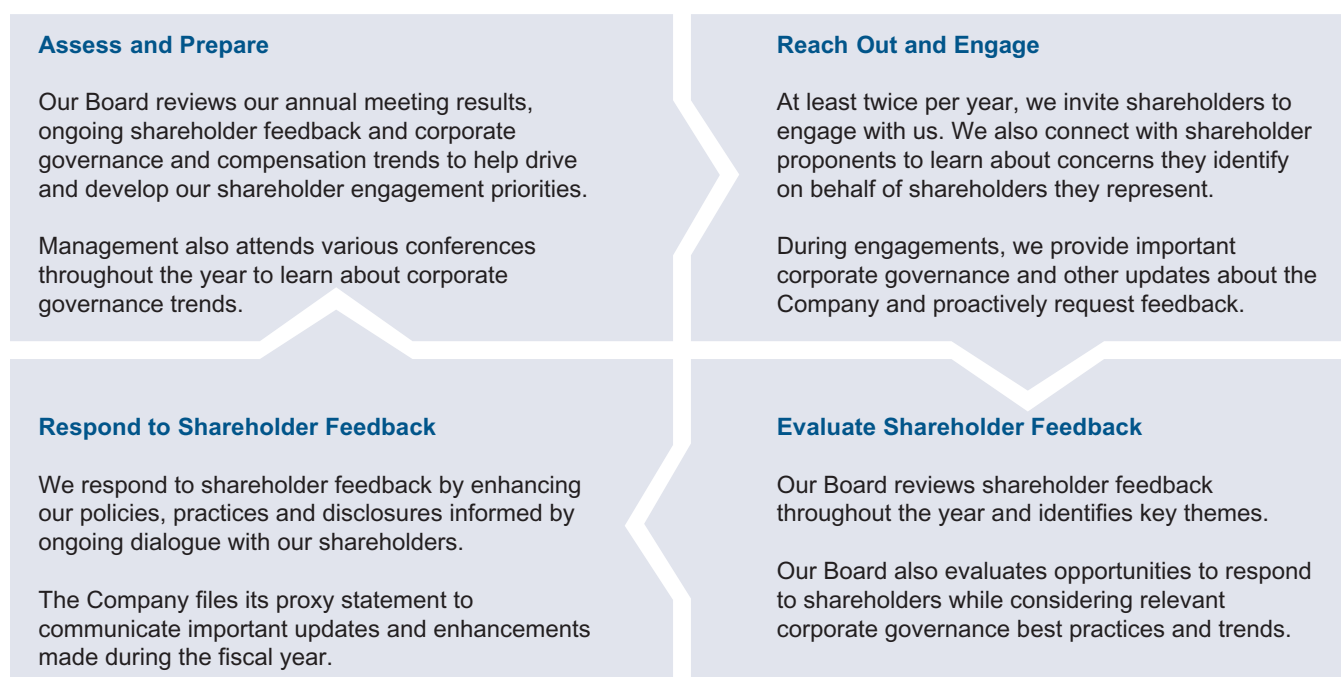 Assess and Prepare
Our Board reviews our annual meeting results,
ongoing shareholder feedback and corporate
governance and compensation trends to help drive
and develop our shareholder engagement priorities.
Management also attends various conferences
throughout the year to learn about corporate
governance trends.
Reach Out and Engage
At least twice per year, we invite shareholders to
engage with us. We also connect with shareholder
proponents to learn about concerns they identify
on behalf of shareholders they represent.
During engagements, we provide important
corporate governance and other updates about the
Company and proactively request feedback.
Respond to Shareholder Feedback
We respond to shareholder feedback by enhancing
our policies, practices and disclosures informed by
ongoing dialogue with our shareholders.
The Company files its proxy statement to
communicate important updates and enhancements
made during the fiscal year.
Evaluate Shareholder Feedback
Our Board reviews shareholder feedback
throughout the year and identifies key themes.
Our Board also evaluates opportunities to respond
to shareholders while considering relevant
corporate governance best practices and trends.